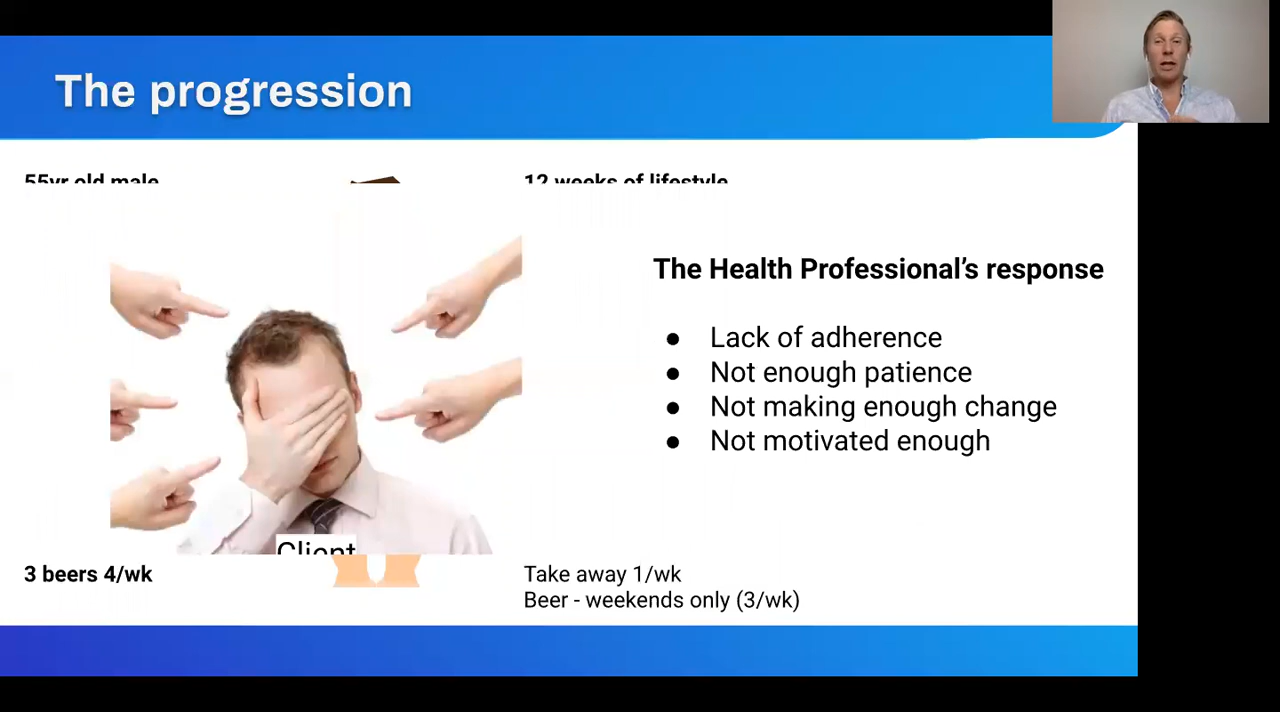 The progression
55yr old male
12 weeks of lifestyle
The Health Professional's response
● Lack of adherence
● Not enough patience
● Not making enough change
● Not motivated enough
Client
3 beers 4/wk
Take away 1/wk
Beer - weekends only (3/wk)